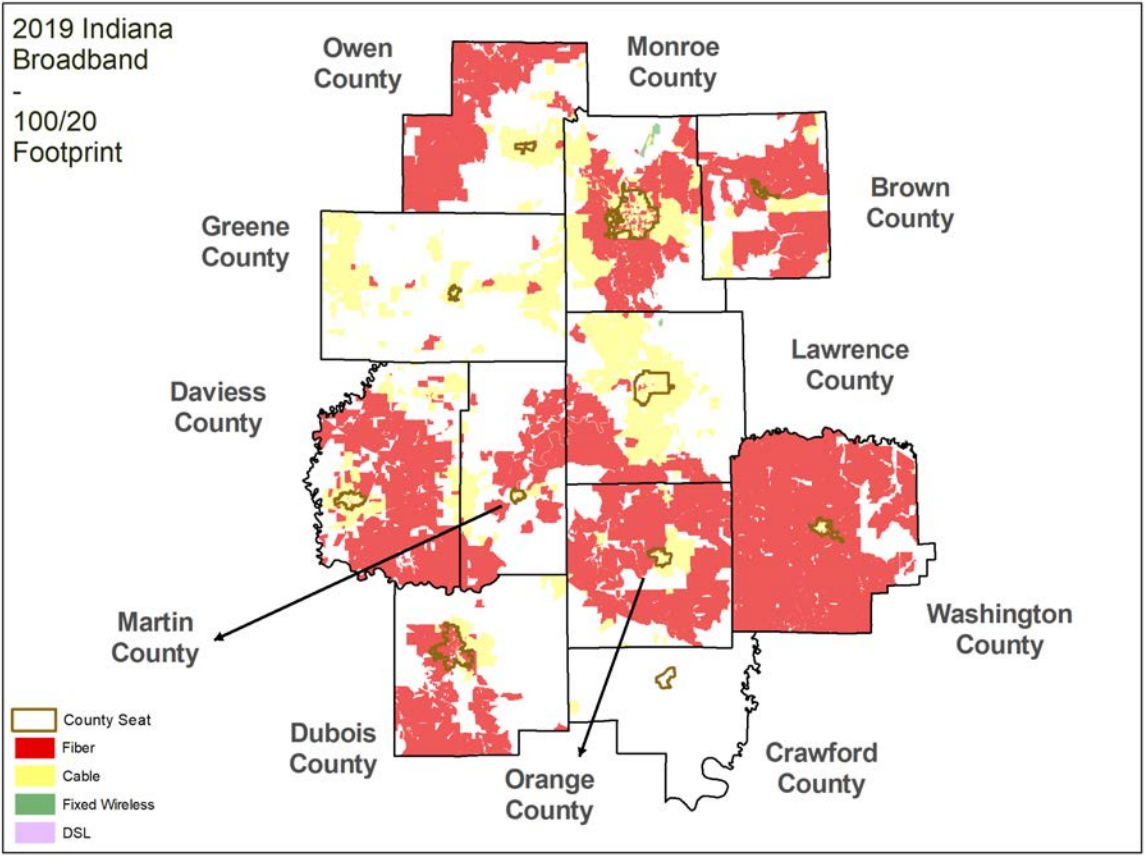 2019 Indiana
Broadband
-
100/20
Footprint
Owen
County
Monroe
County
Brown
County
Greene
County
Lawrence
County
Daviess
County
Martin
County
Washington
County
Dubois
County
Orange
County
Crawford
County
County Seat
Fiber
Cable
Fixed Wireless
DSL